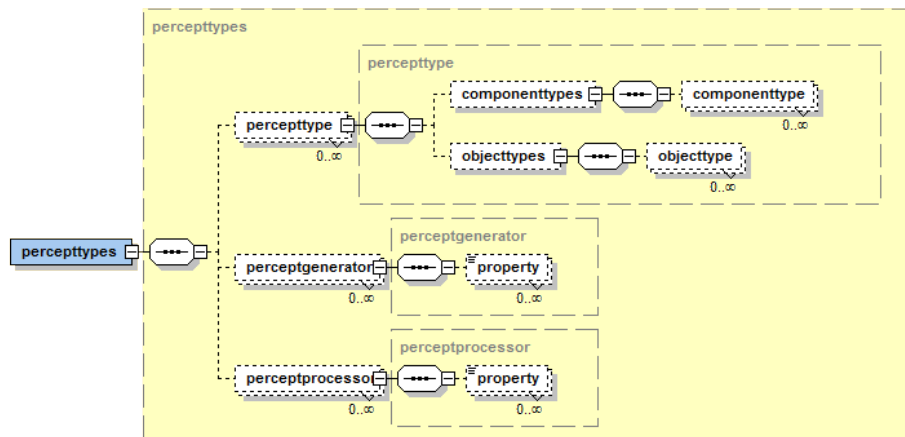 percepttypes
percepttype
componenttypes
componenttype
0..∞
percepttype
0..∞
objecttypes
objecttype
0..∞
percepttypes
perceptgenerator
perceptgenerator
property
0..∞
0..∞
perceptprocessor
perceptprocessor
property
0..∞
0..∞